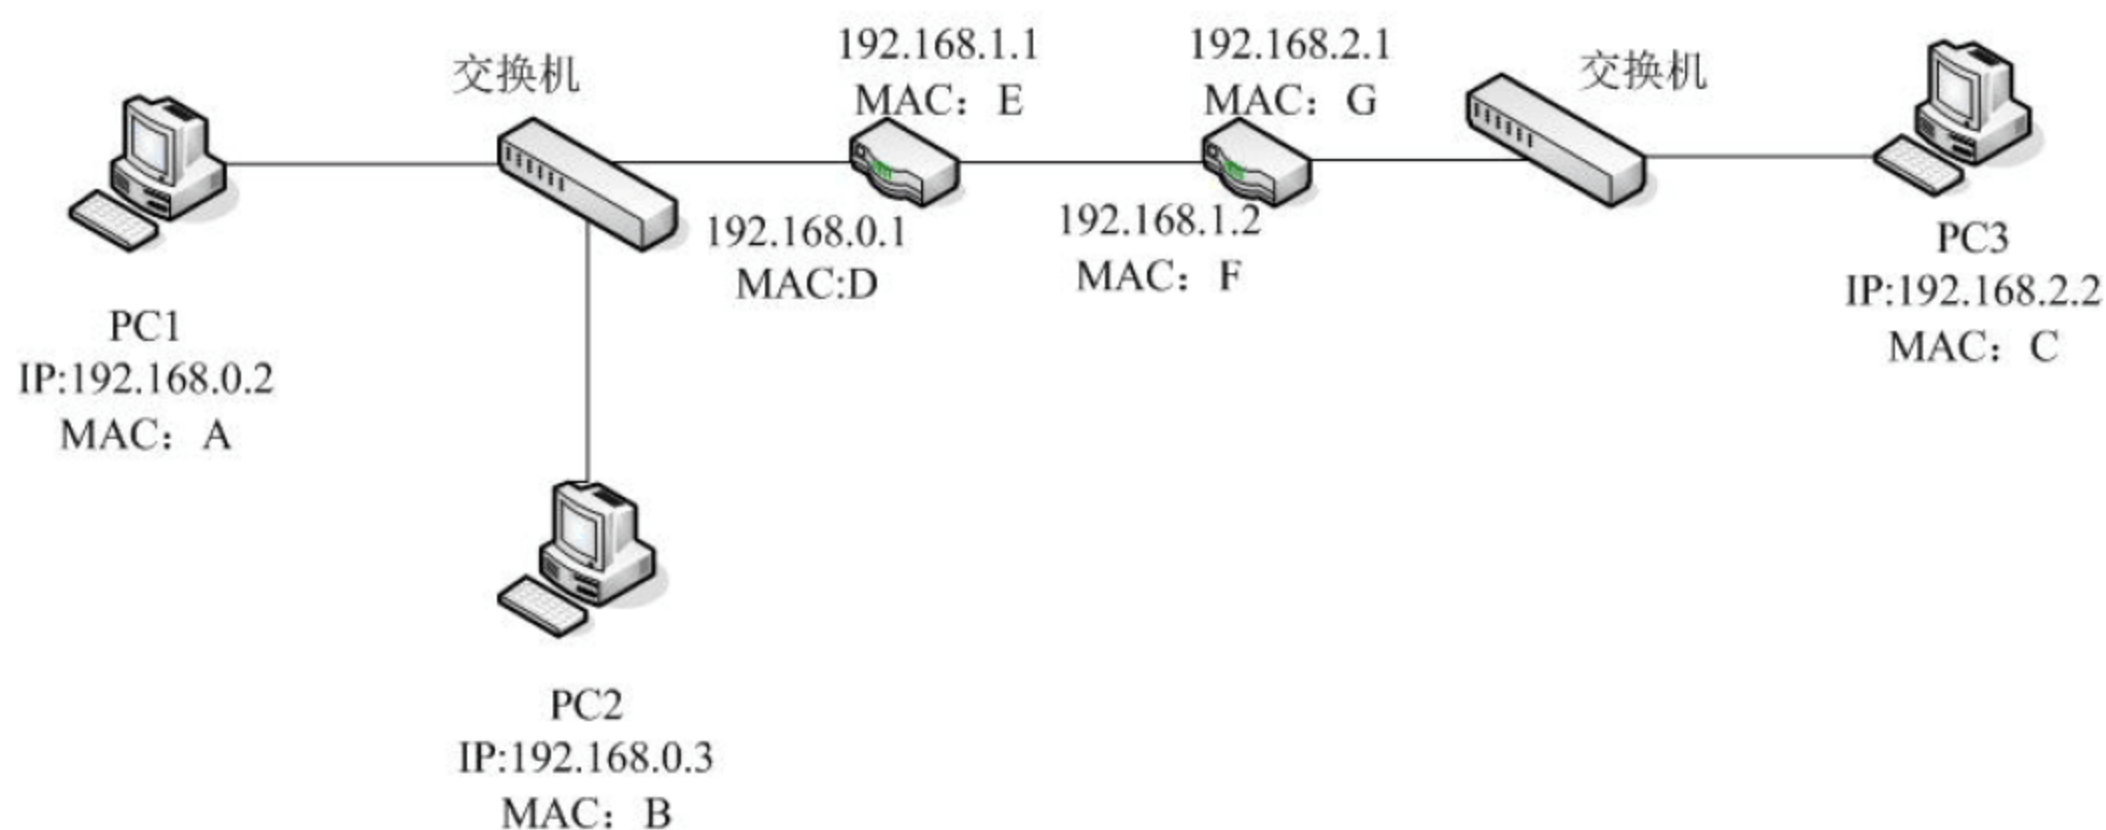 交换机
192.168.1.1
MAC：E
192.168.2.1
MAC：G
交换机
192.168.0.1
MAC:D
192.168.1.2
MAC：F
PC3
IP:192.168.2.2
MAC：C
PC1
IP:192.168.0.2
MAC：A
PC2
IP:192.168.0.3
MAC：B